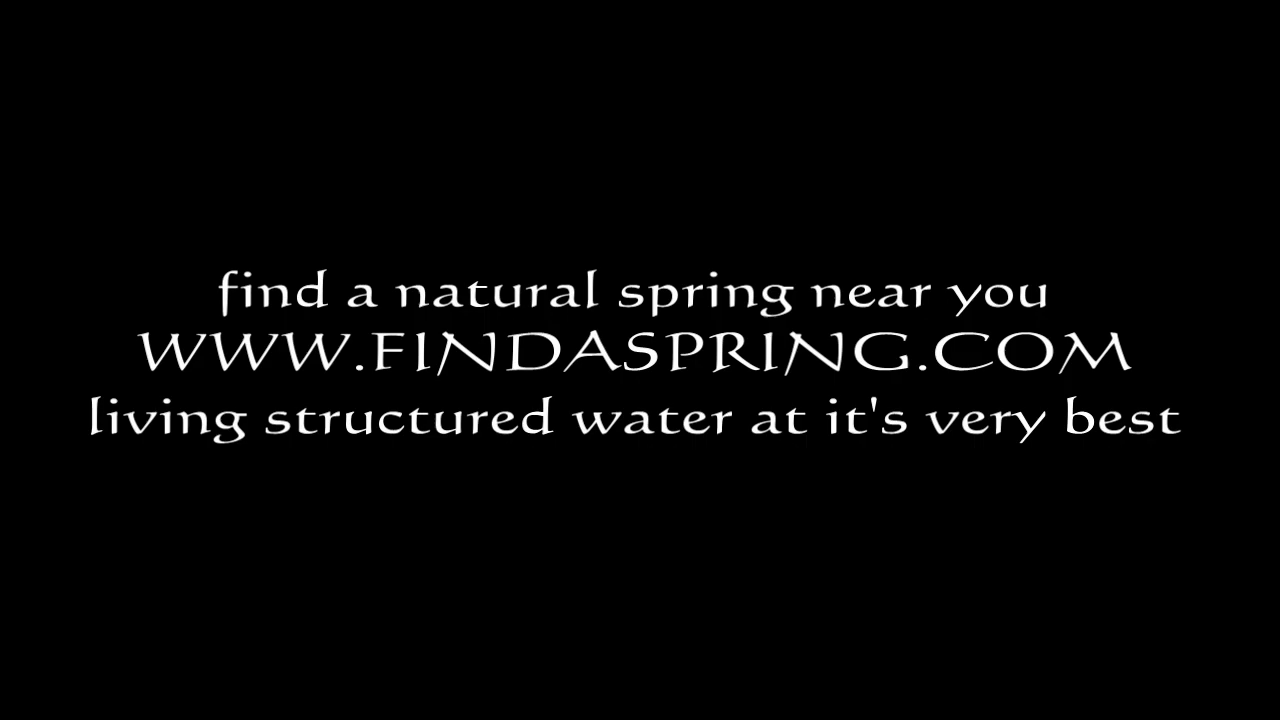 find a natural spring near you
WWW.FINDASPRING.COM
living structured water at it's very best